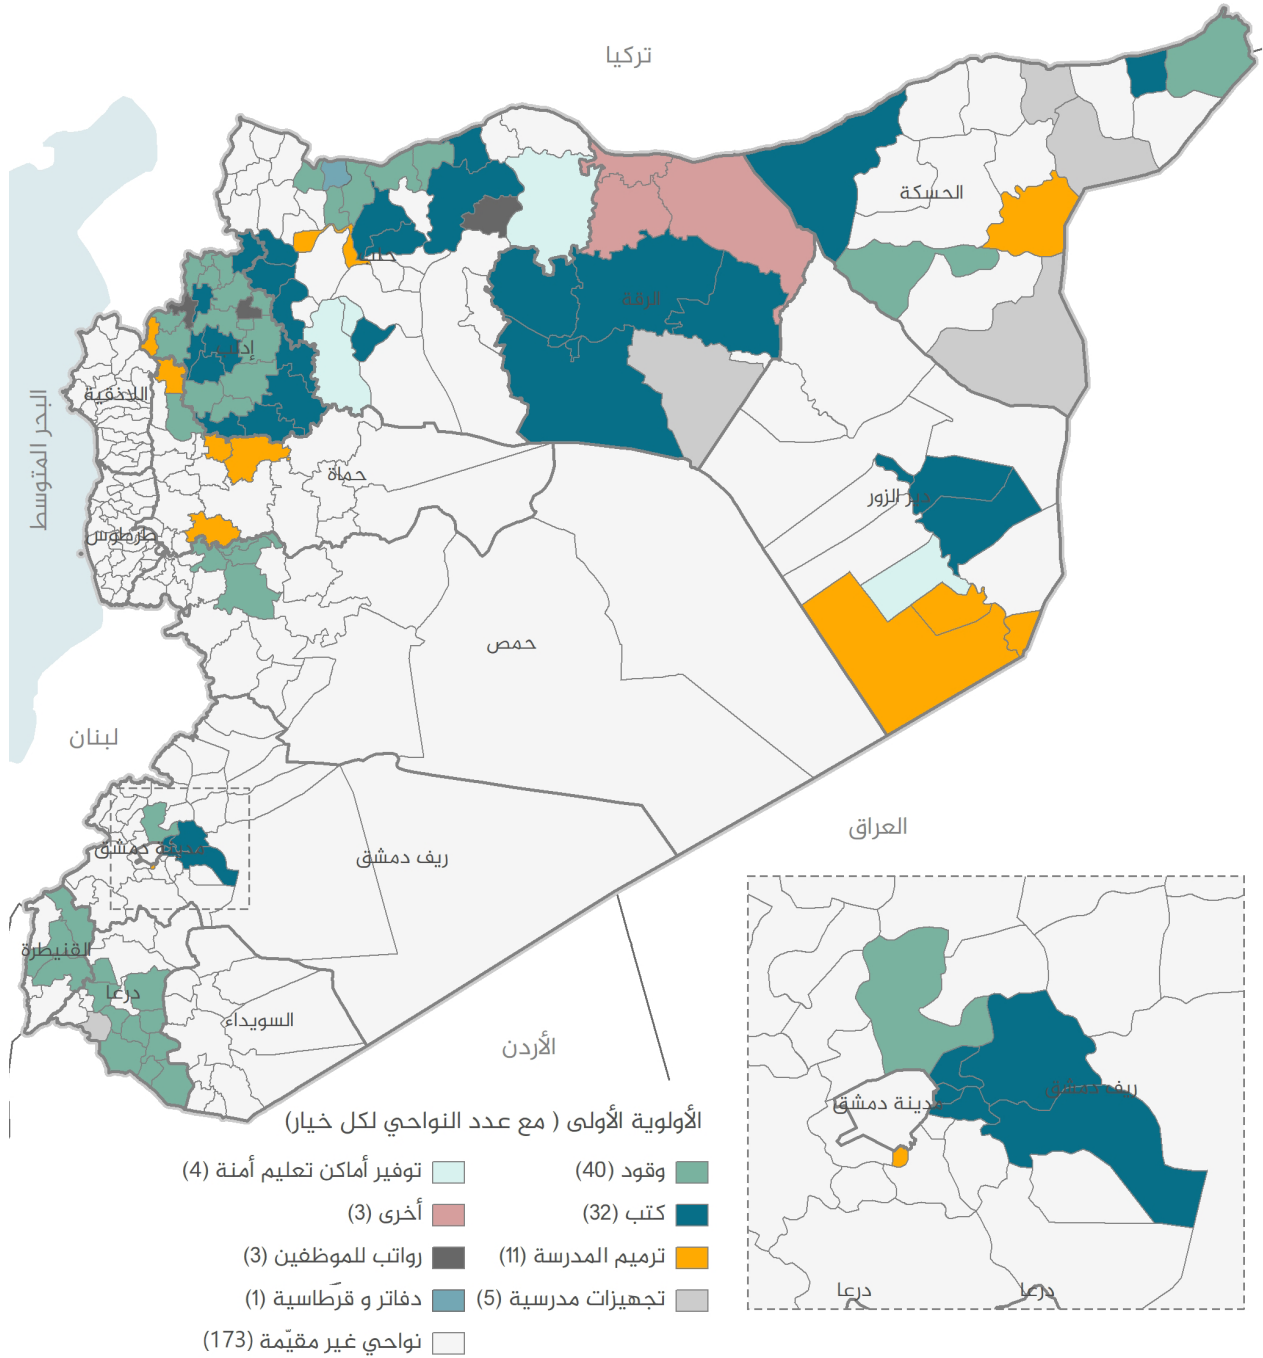 تركيا
الحسكة
حلب
الرقة
إدلب
اللاذقية
البحر المتوسط
حماة
دير الزور
طرطوس
حمص
لبنان
العراق
مدينة دمشق
ريف دمشق
القنيطرة
درعا
السويداء
الأردن
ريف دمشق
مدينة دمشق
درعا
درعا
الأولوية الأولى ( مع عدد النواحي لكل خيار)
وقود (40)
كتب (32)
ترميم المدرسة (11)
تجهيزات مدرسية (5)
توفير أماكن تعليم أمنة (4)
أخرى (3)
رواتب للموظفين (3)
دفاتر و قرطاسية (1)
نواحي غير مقيّمة (173)